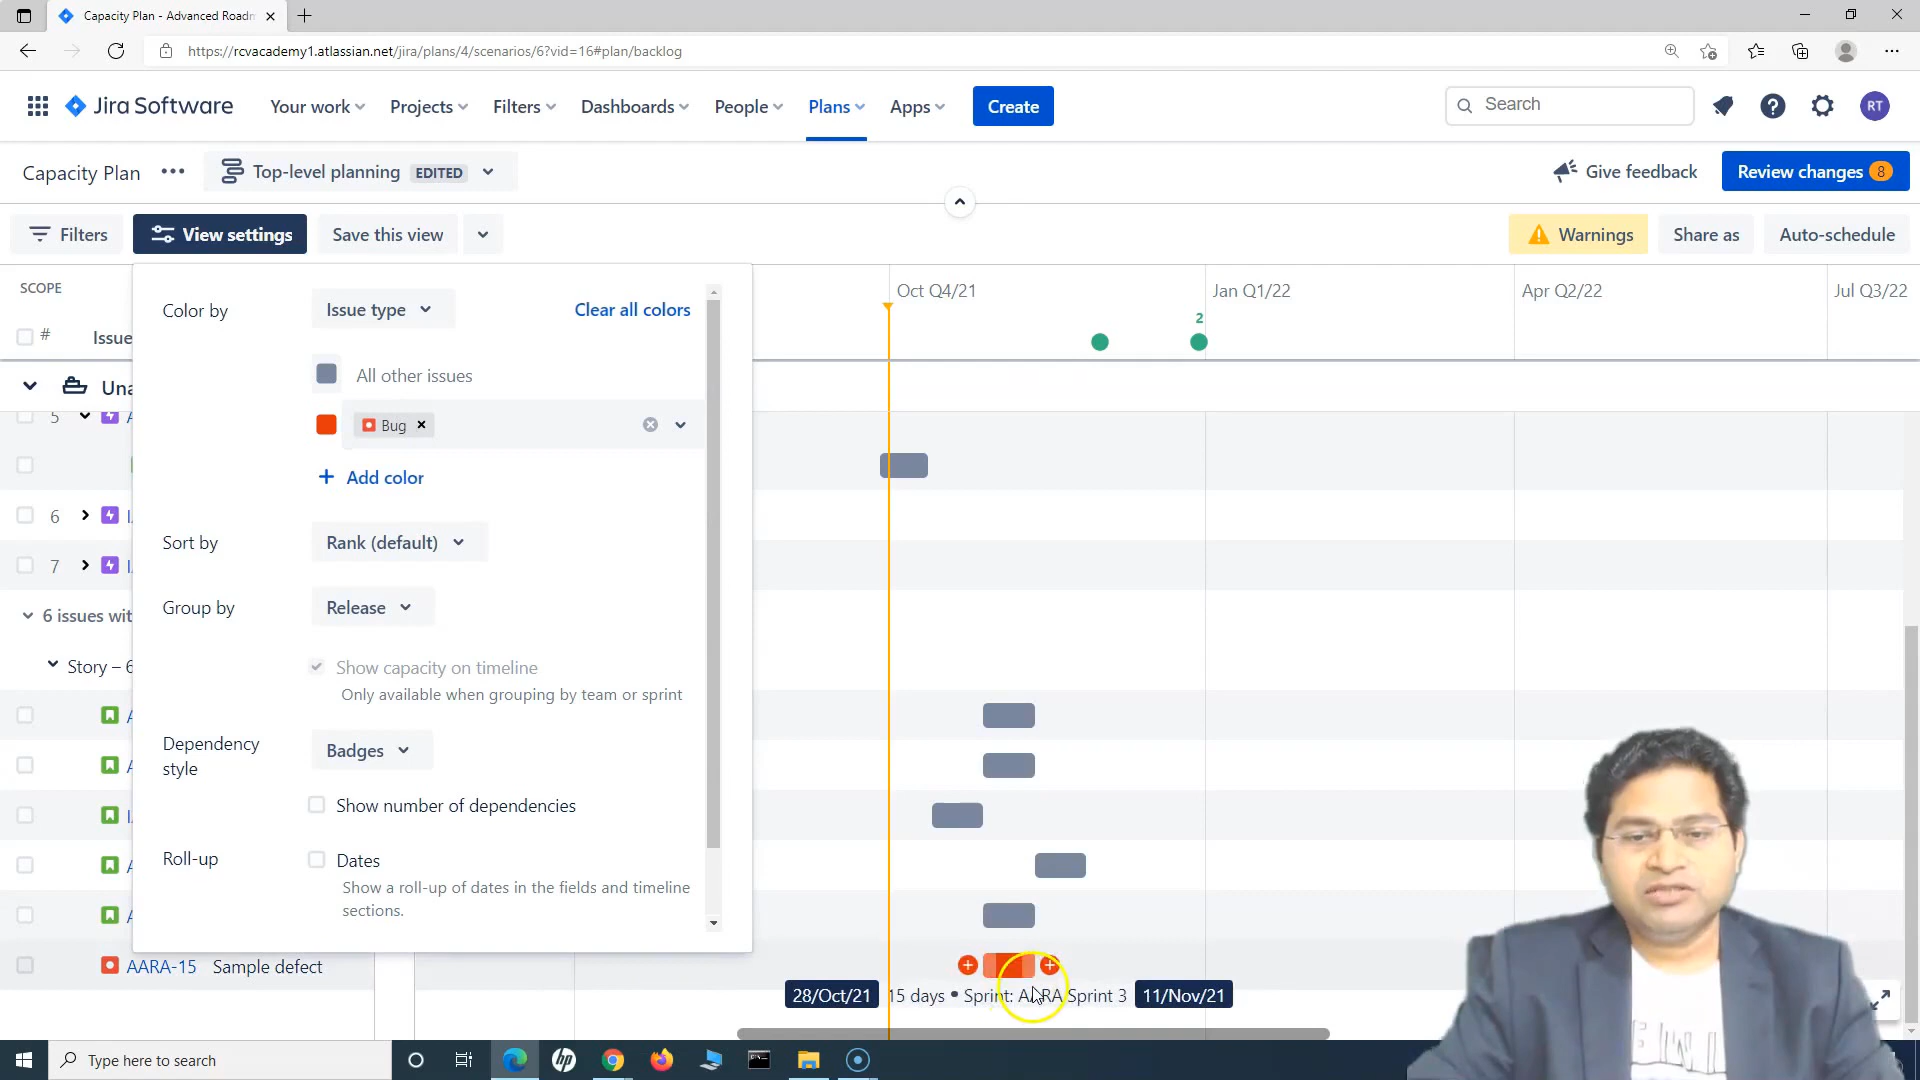 Capacity Plan - Advanced Roadm
https://rcvacademy1.atlassian.net/jira/plans/4/scenarios/6?vid=16#plan/backlog
Jira Software
Your work
Projects
Filters
Dashboards
People
Plans
Apps
Create
Search
RT
Capacity Plan
Top-level planning EDITED
Give feedback
Review changes 8
Filters
View settings
Save this view
Warnings
Share as
Auto-schedule
SCOPE
Oct Q4/21
Jan Q1/22
Apr Q2/22
Jul Q3/22
# Issue
2
Color by
Issue type
Clear all colors
All other issues
Bug
Add color
Una
5
6
7
6 issues wit
Story – 6
Sort by
Rank (default)
Group by
Release
Show capacity on timeline
Only available when grouping by team or sprint
Dependency
style
Badges
Show number of dependencies
Roll-up
Dates
Show a roll-up of dates in the fields and timeline
sections.
AARA-15 Sample defect
28/Oct/21 15 days • Sprint: AARA Sprint 3 11/Nov/21
Type here to search
hp